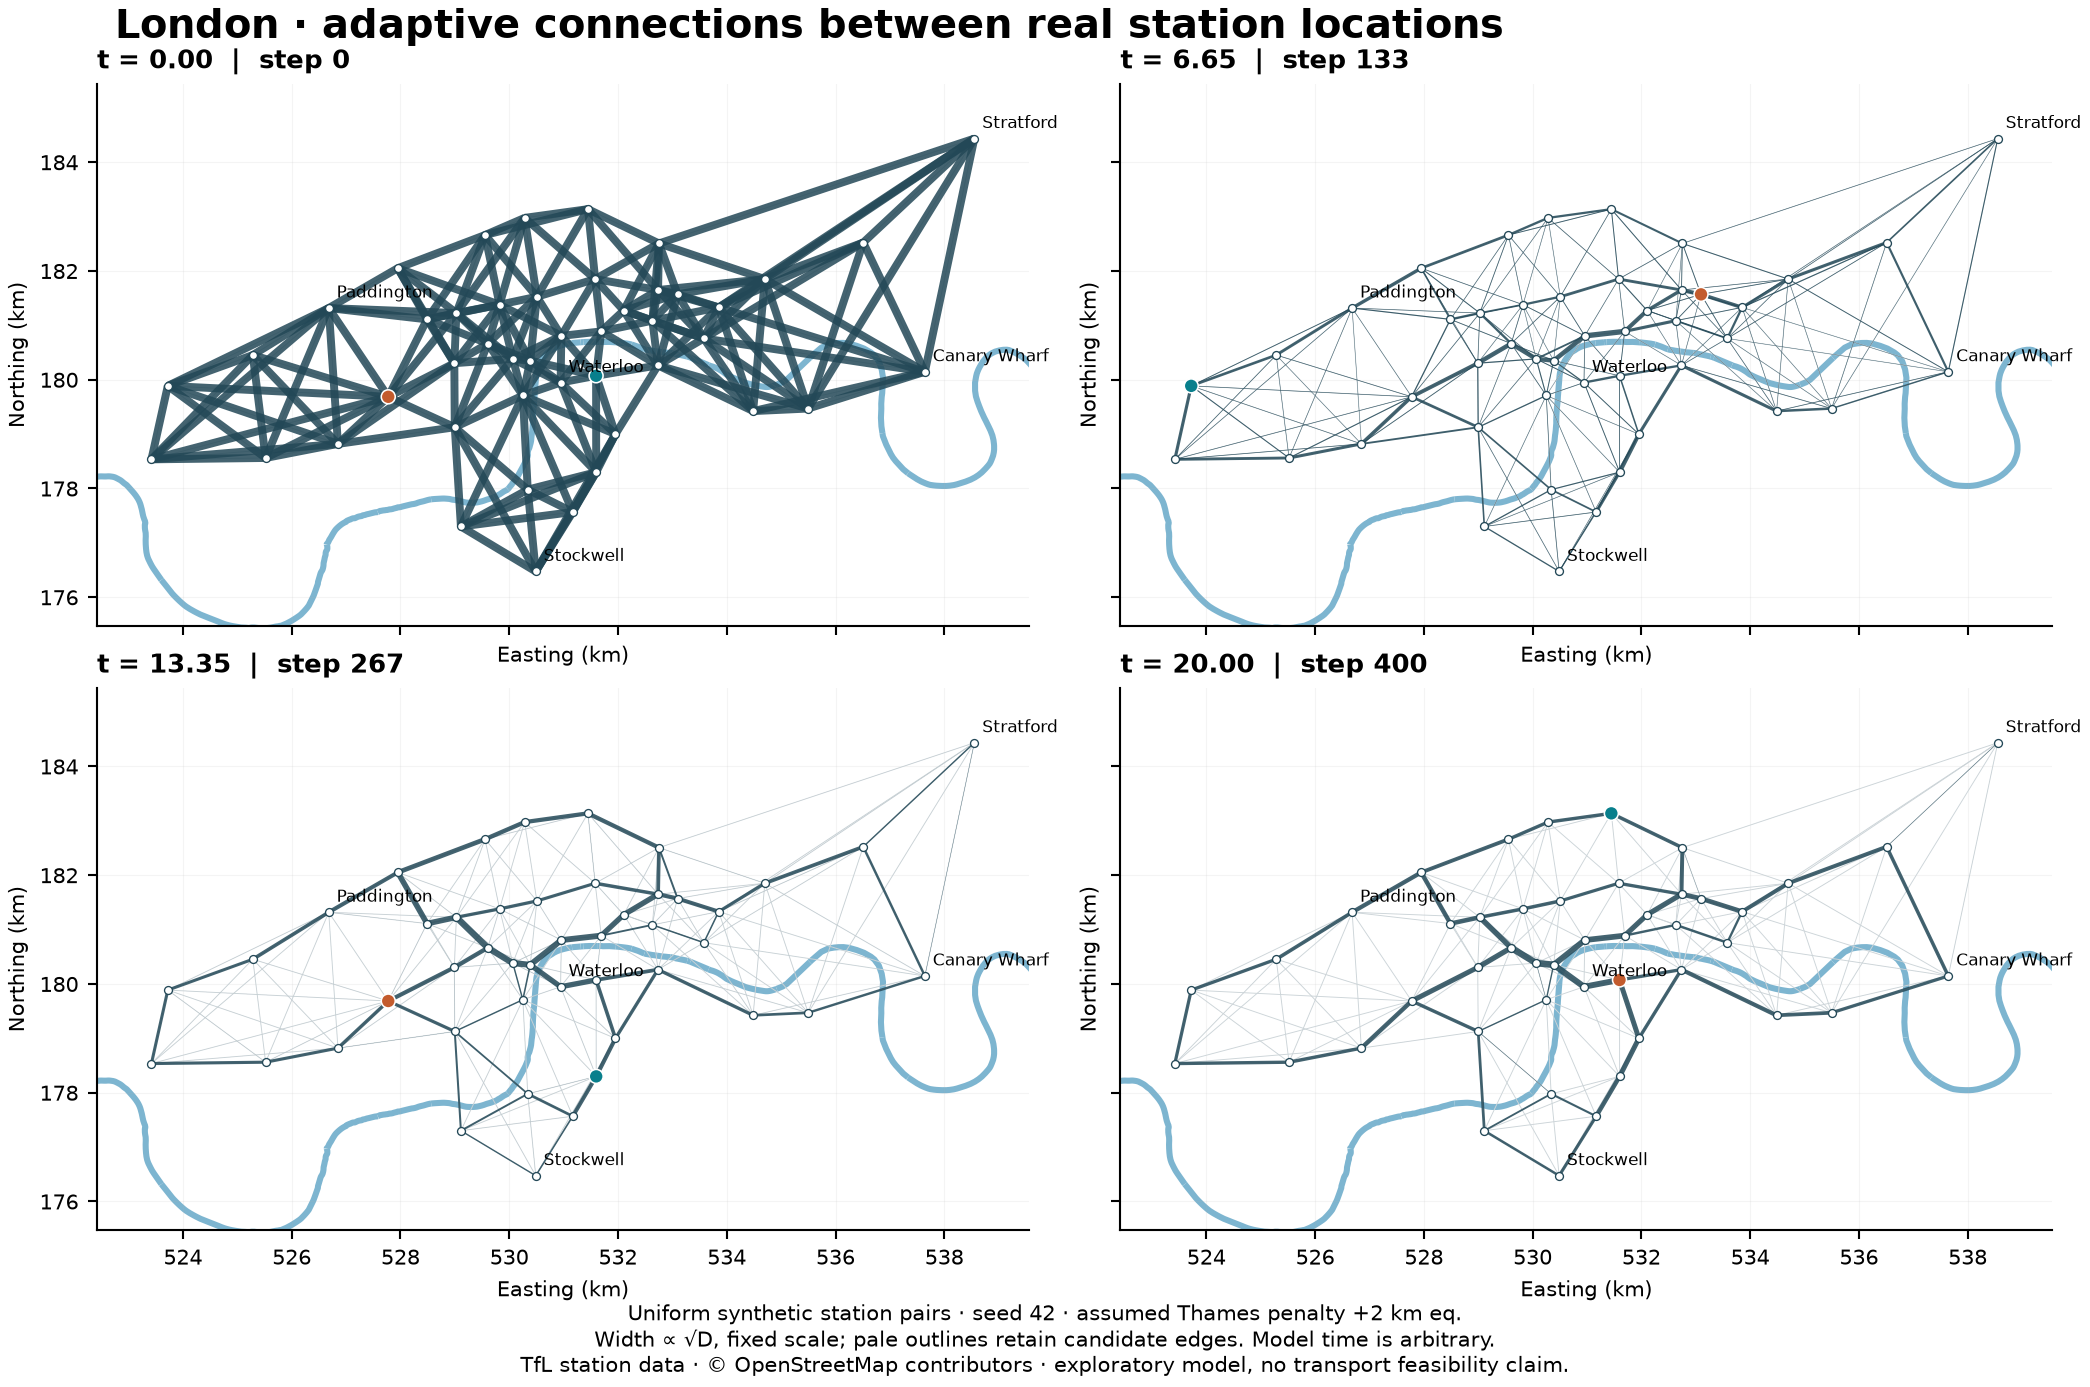 London · adaptive connections between real station locations
t = 0.00 | step 0
t = 6.65 | step 133
Stratford
Paddington
Waterloo
Canary Wharf
Stockwell
184
182
180
178
176
Northing (km)
Easting (km)
Stratford
Paddington
Waterloo
Canary Wharf
Stockwell
Northing (km)
Easting (km)
t = 13.35 | step 267
t = 20.00 | step 400
Stratford
Paddington
Waterloo
Canary Wharf
Stockwell
184
182
180
178
176
Northing (km)
524 526 528 530 532 534 536 538
Easting (km)
Stratford
Paddington
Waterloo
Canary Wharf
Stockwell
Northing (km)
524 526 528 530 532 534 536 538
Easting (km)
Uniform synthetic station pairs · seed 42 · assumed Thames penalty +2 km eq.
Width ∝ √D, fixed scale; pale outlines retain candidate edges. Model time is arbitrary.
TfL station data · © OpenStreetMap contributors · exploratory model, no transport feasibility claim.